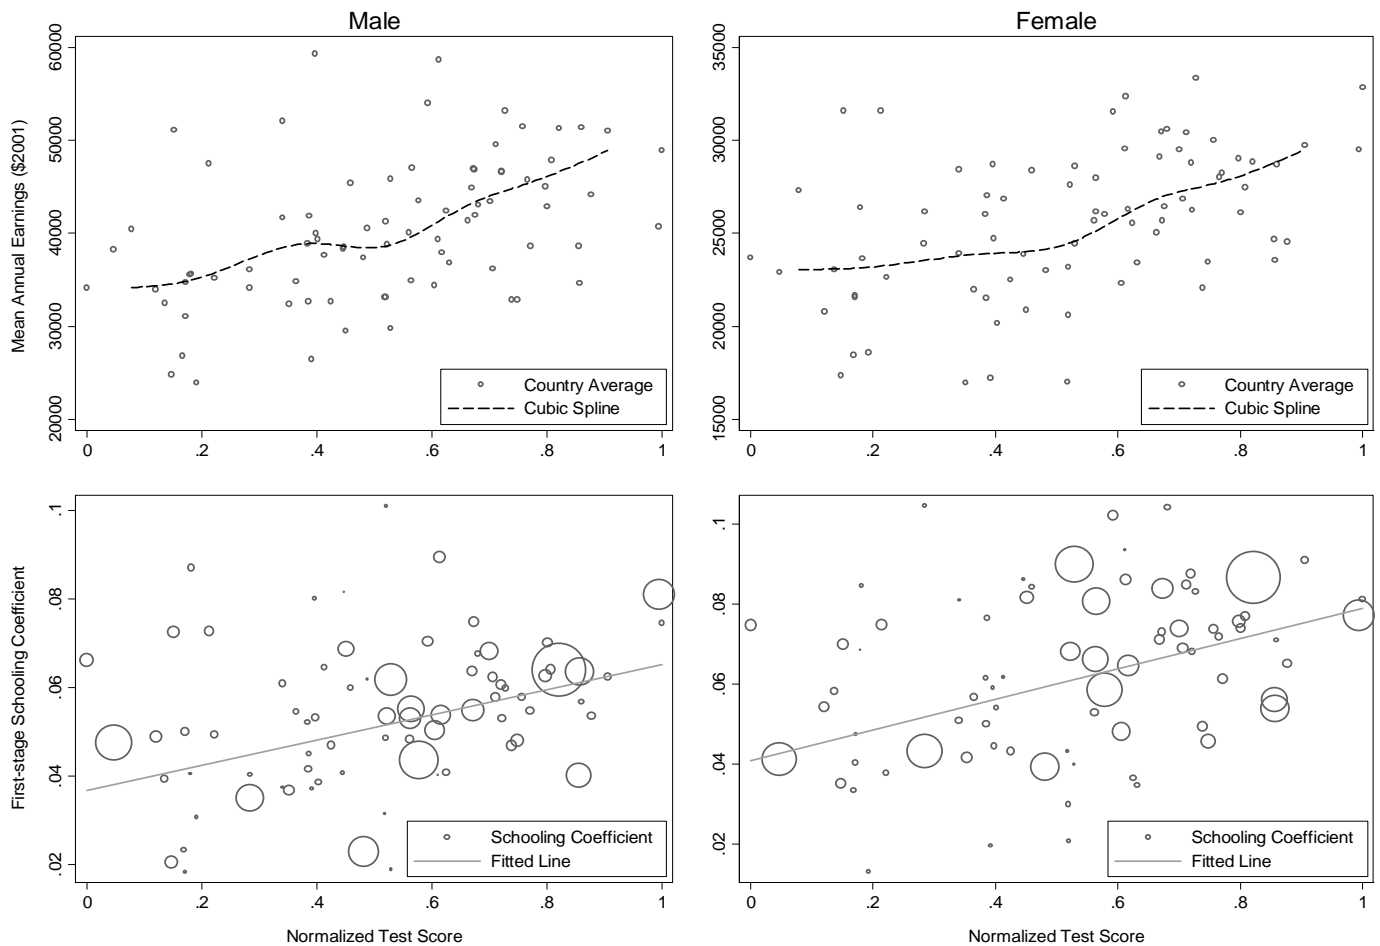 Male
Female
Mean Annual Earnings ($2001)
60000
50000
40000
30000
20000
0 .2 .4 .6 .8 1
Country Average
Cubic Spline
35000
30000
25000
20000
15000
0 .2 .4 .6 .8 1
Country Average
Cubic Spline
First-stage Schooling Coefficient
.1
.08
.06
.04
.02
0 .2 .4 .6 .8 1
Schooling Coefficient
Fitted Line
Normalized Test Score
.1
.08
.06
.04
.02
0 .2 .4 .6 .8 1
Schooling Coefficient
Fitted Line
Normalized Test Score